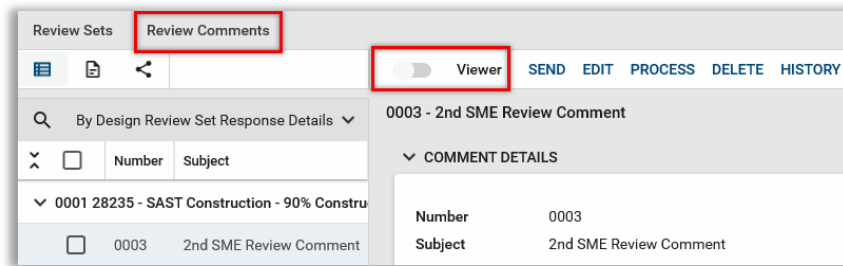 Review Sets Review Comments
Viewer SEND EDIT PROCESS DELETE HISTORY
By Design Review Set Response Details
0003 - 2nd SME Review Comment
Number Subject
COMMENT DETAILS
0001 28235 - SAST Construction - 90% Constru
Number 0003
0003 2nd SME Review Comment
Subject 2nd SME Review Comment